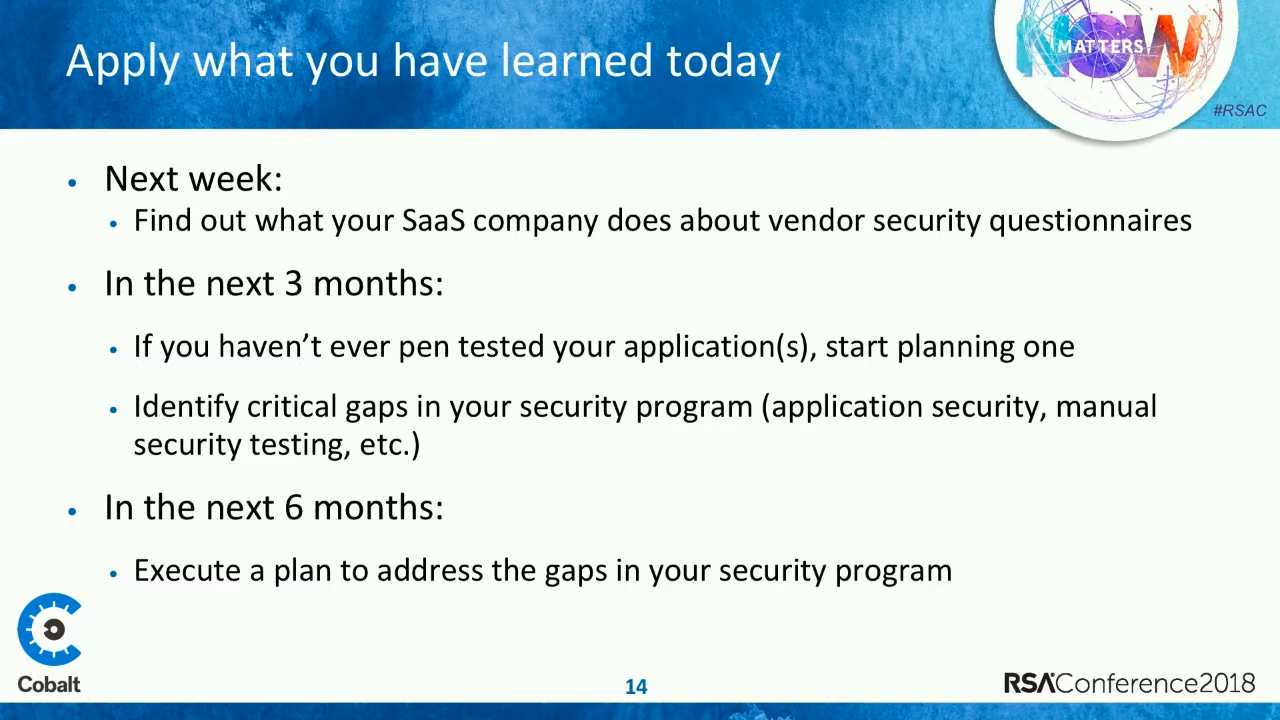 Apply what you have learned today
NOW
MATTERS
#RSAC
• Next week:
• Find out what your SaaS company does about vendor security questionnaires
• In the next 3 months:
• If you haven’t ever pen tested your application(s), start planning one
• Identify critical gaps in your security program (application security, manual
security testing, etc.)
• In the next 6 months:
• Execute a plan to address the gaps in your security program
Cobalt
14
RSAConference2018